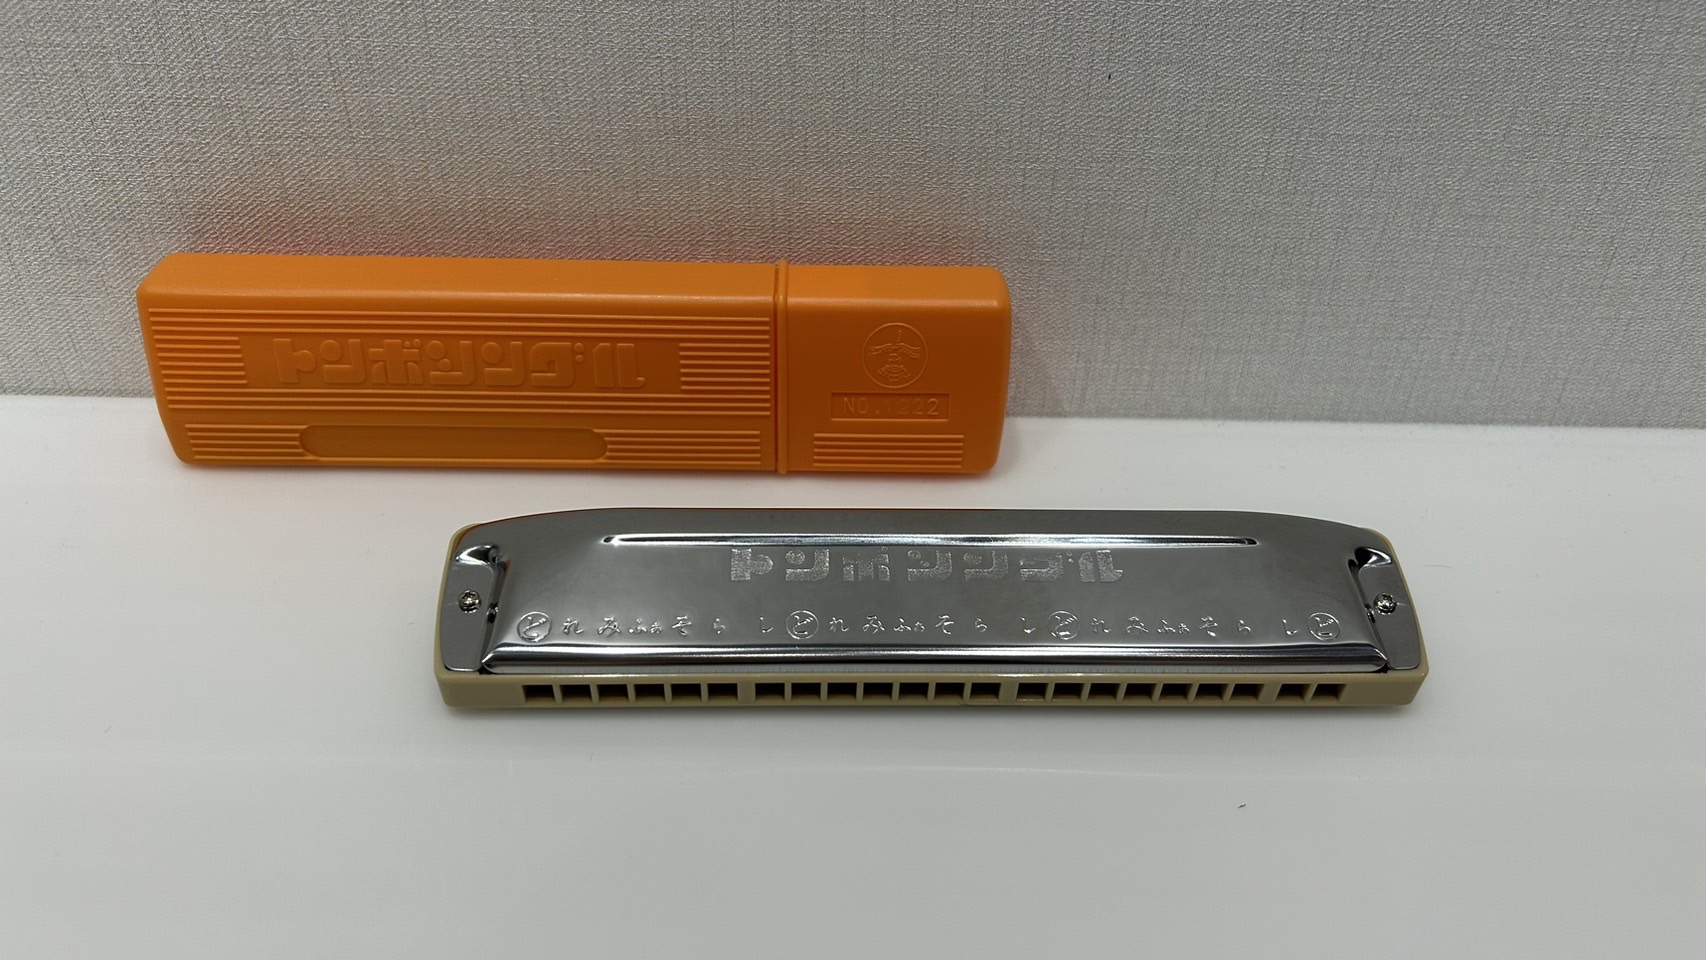 トンボシングル
NO.1222
トンボシングル
ど れ み ふぁ そ ら し ど れ み ふぁ そ ら し ど れ み ふぁ そ ら し ど